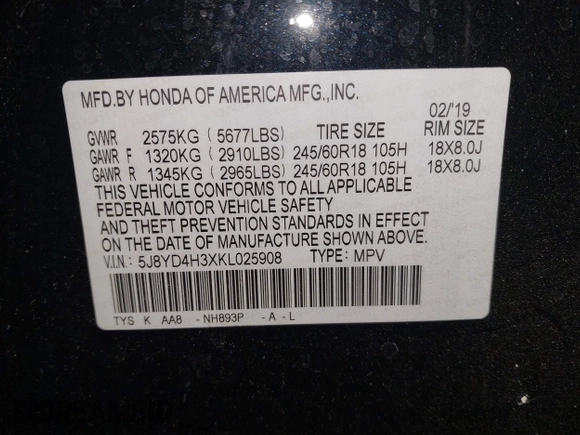 MFD.BY HONDA OF AMERICA MFG.,INC.
02/'19
GVWR 2575KG ( 5677LBS) TIRE SIZE RIM SIZE
GAWR F 1320KG ( 2910LBS) 245/60R18 105H 18X8.0J
GAWR R 1345KG ( 2965LBS) 245/60R18 105H 18X8.0J
THIS VEHICLE CONFORMS TO ALL APPLICABLE
FEDERAL MOTOR VEHICLE SAFETY
AND THEFT PREVENTION STANDARDS IN EFFECT
ON THE DATE OF MANUFACTURE SHOWN ABOVE.
V.I.N.: 5J8YD4H3XKL025908 TYPE: MPV
TYS K AA8 - NH893P - A - L